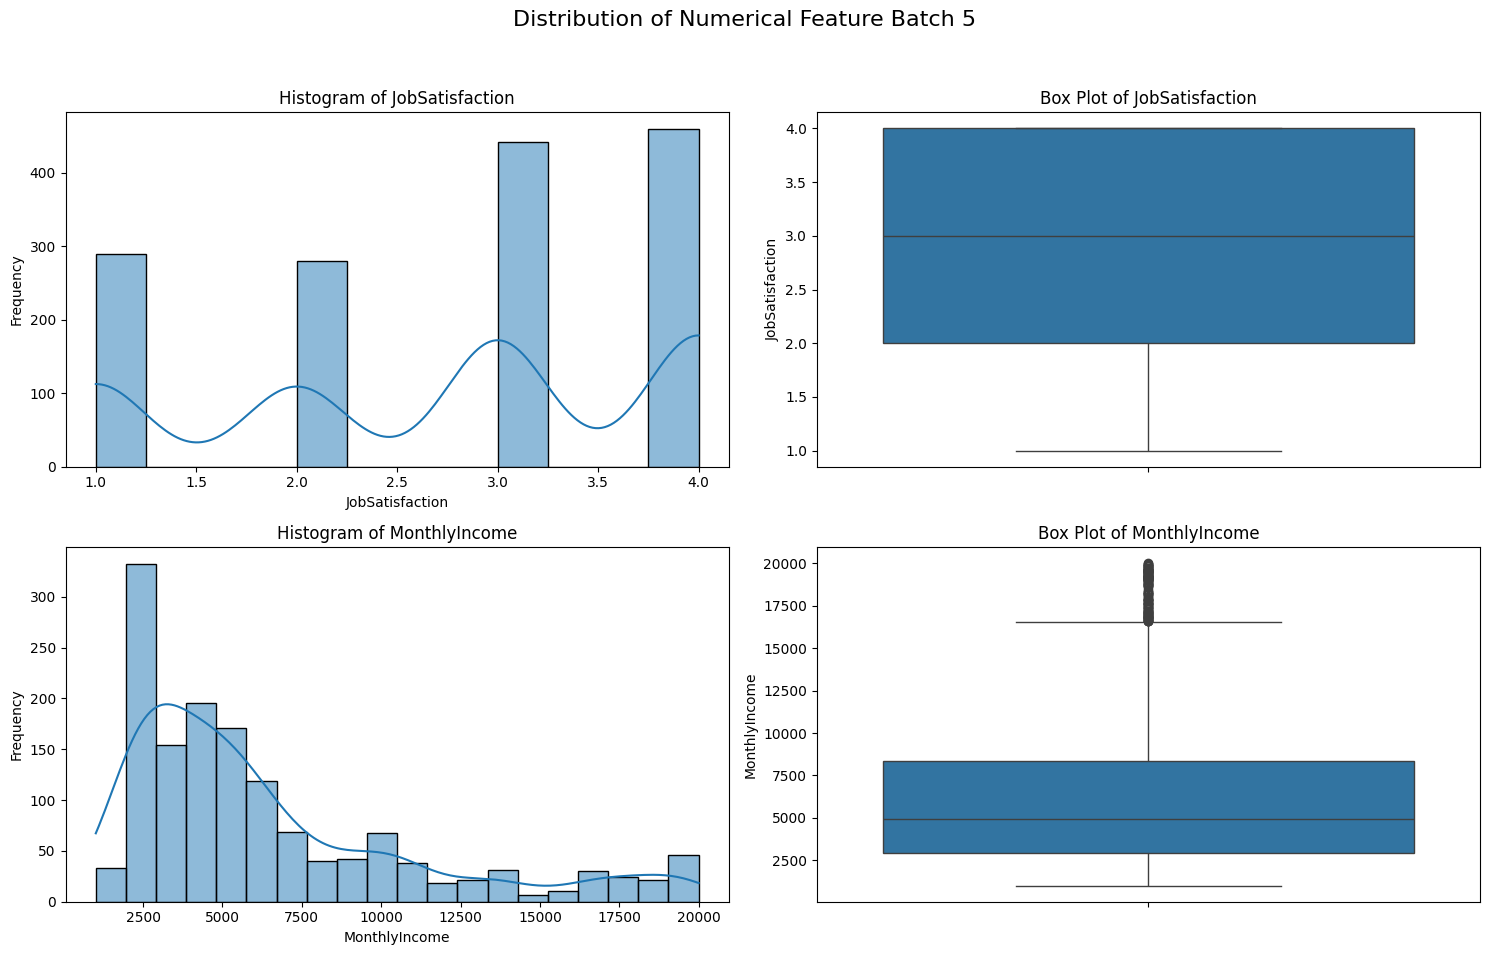 Distribution of Numerical Feature Batch 5
Histogram of JobSatisfaction
Frequency
400
300
200
100
0
1.0 1.5 2.0 2.5 3.0 3.5 4.0
JobSatisfaction
Box Plot of JobSatisfaction
JobSatisfaction
4.0
3.5
3.0
2.5
2.0
1.5
1.0
Histogram of MonthlyIncome
Frequency
300
250
200
150
100
50
0
2500 5000 7500 10000 12500 15000 17500 20000
MonthlyIncome
Box Plot of MonthlyIncome
MonthlyIncome
20000
17500
15000
12500
10000
7500
5000
2500